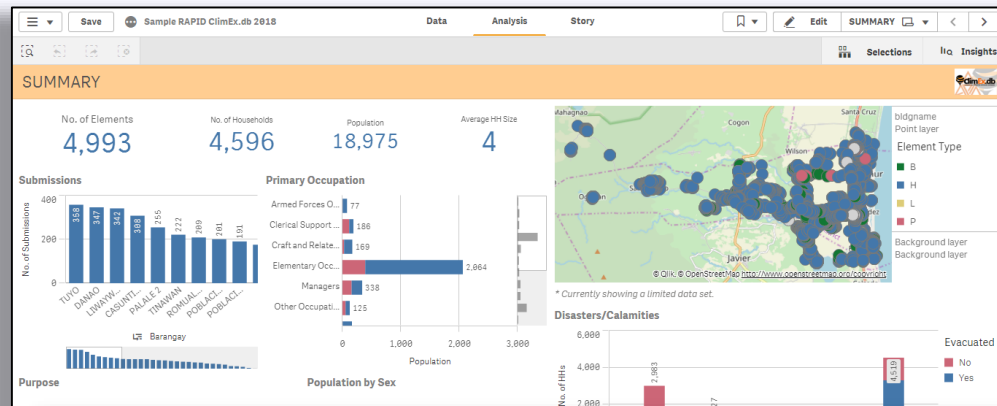 Save
Sample RAPID ClimEx.db 2018
Data
Analysis
Story
Edit
SUMMARY
Selections
Insights
SUMMARY
ClimEx.db
No. of Elements
4,993
No. of Households
4,596
Population
18,975
Average HH Size
4
Submissions
No. of Submissions
400
200
0
358
347
342
308
255
222
209
201
191
TUYO
DANAO
LIWAYW...
CASUNTI...
PALALE 2
TINAWAN
ROMUAL...
POBLACI...
POBLACI...
Barangay
Primary Occupation
Armed Forces O...
77
Clerical Support ...
186
Craft and Relate...
169
Elementary Occ...
2,064
Managers
338
Other Occupati...
125
0
1,000
2,000
3,000
Population
Mahagnao
Cogon
Santa Cruz
Wilson
Javier
© Qlik, © OpenStreetMap http://www.openstreetmap.org/copyright
bldgname
Point layer
Element Type
B
H
L
P
Background layer
Background layer
* Currently showing a limited data set.
Disasters/Calamities
No. of HHs
6,000
4,000
2,000
2,983
27
4,519
Evacuated
No
Yes
Purpose
Population by Sex